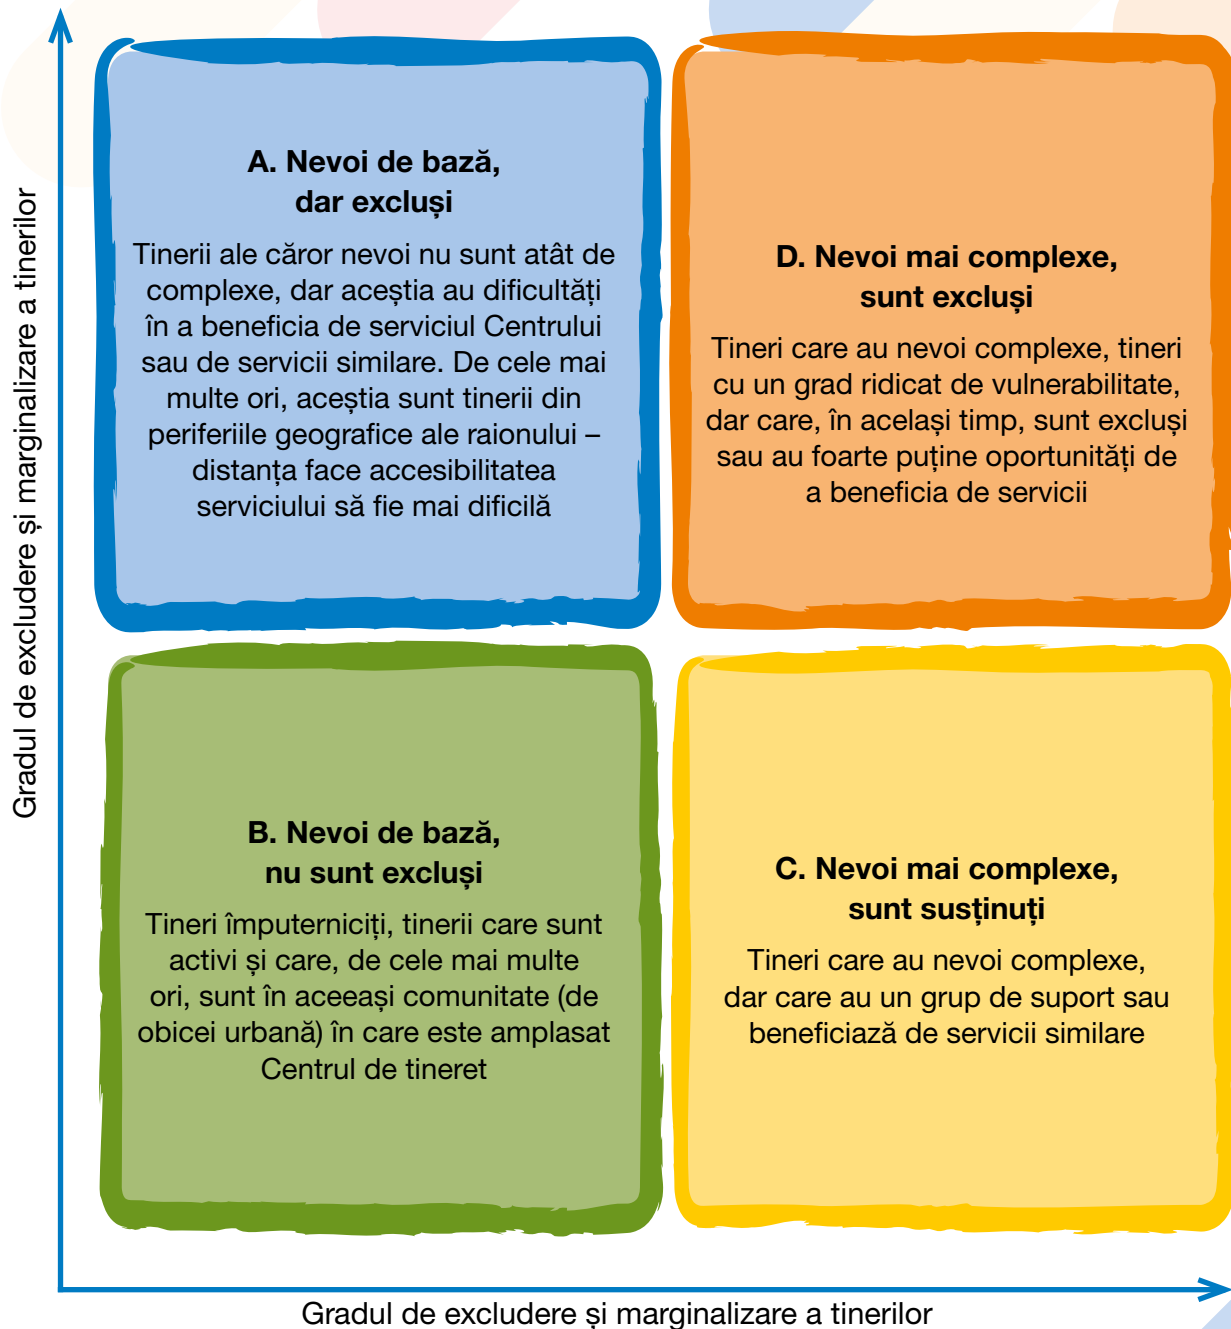 Gradul de excludere și marginalizare a tinerilor
A. Nevoi de bază,
dar excluși
Tinerii ale căror nevoi nu sunt atât de
complexe, dar aceștia au dificultăți
în a beneficia de serviciul Centrului
sau de servicii similare. De cele mai
multe ori, aceștia sunt tinerii din
periferiile geografice ale raionului –
distanța face accesibilitatea
serviciului să fie mai dificilă
D. Nevoi mai complexe,
sunt excluși
Tineri care au nevoi complexe, tineri
cu un grad ridicat de vulnerabilitate,
dar care, în același timp, sunt excluși
sau au foarte puține oportunități de
a beneficia de servicii
B. Nevoi de bază,
nu sunt excluși
Tineri împuterniciți, tinerii care sunt
activi și care, de cele mai multe
ori, sunt în aceeași comunitate (de
obicei urbană) în care este amplasat
Centrul de tineret
C. Nevoi mai complexe,
sunt susținuți
Tineri care au nevoi complexe,
dar care au un grup de suport sau
beneficiază de servicii similare
Gradul de excludere și marginalizare a tinerilor